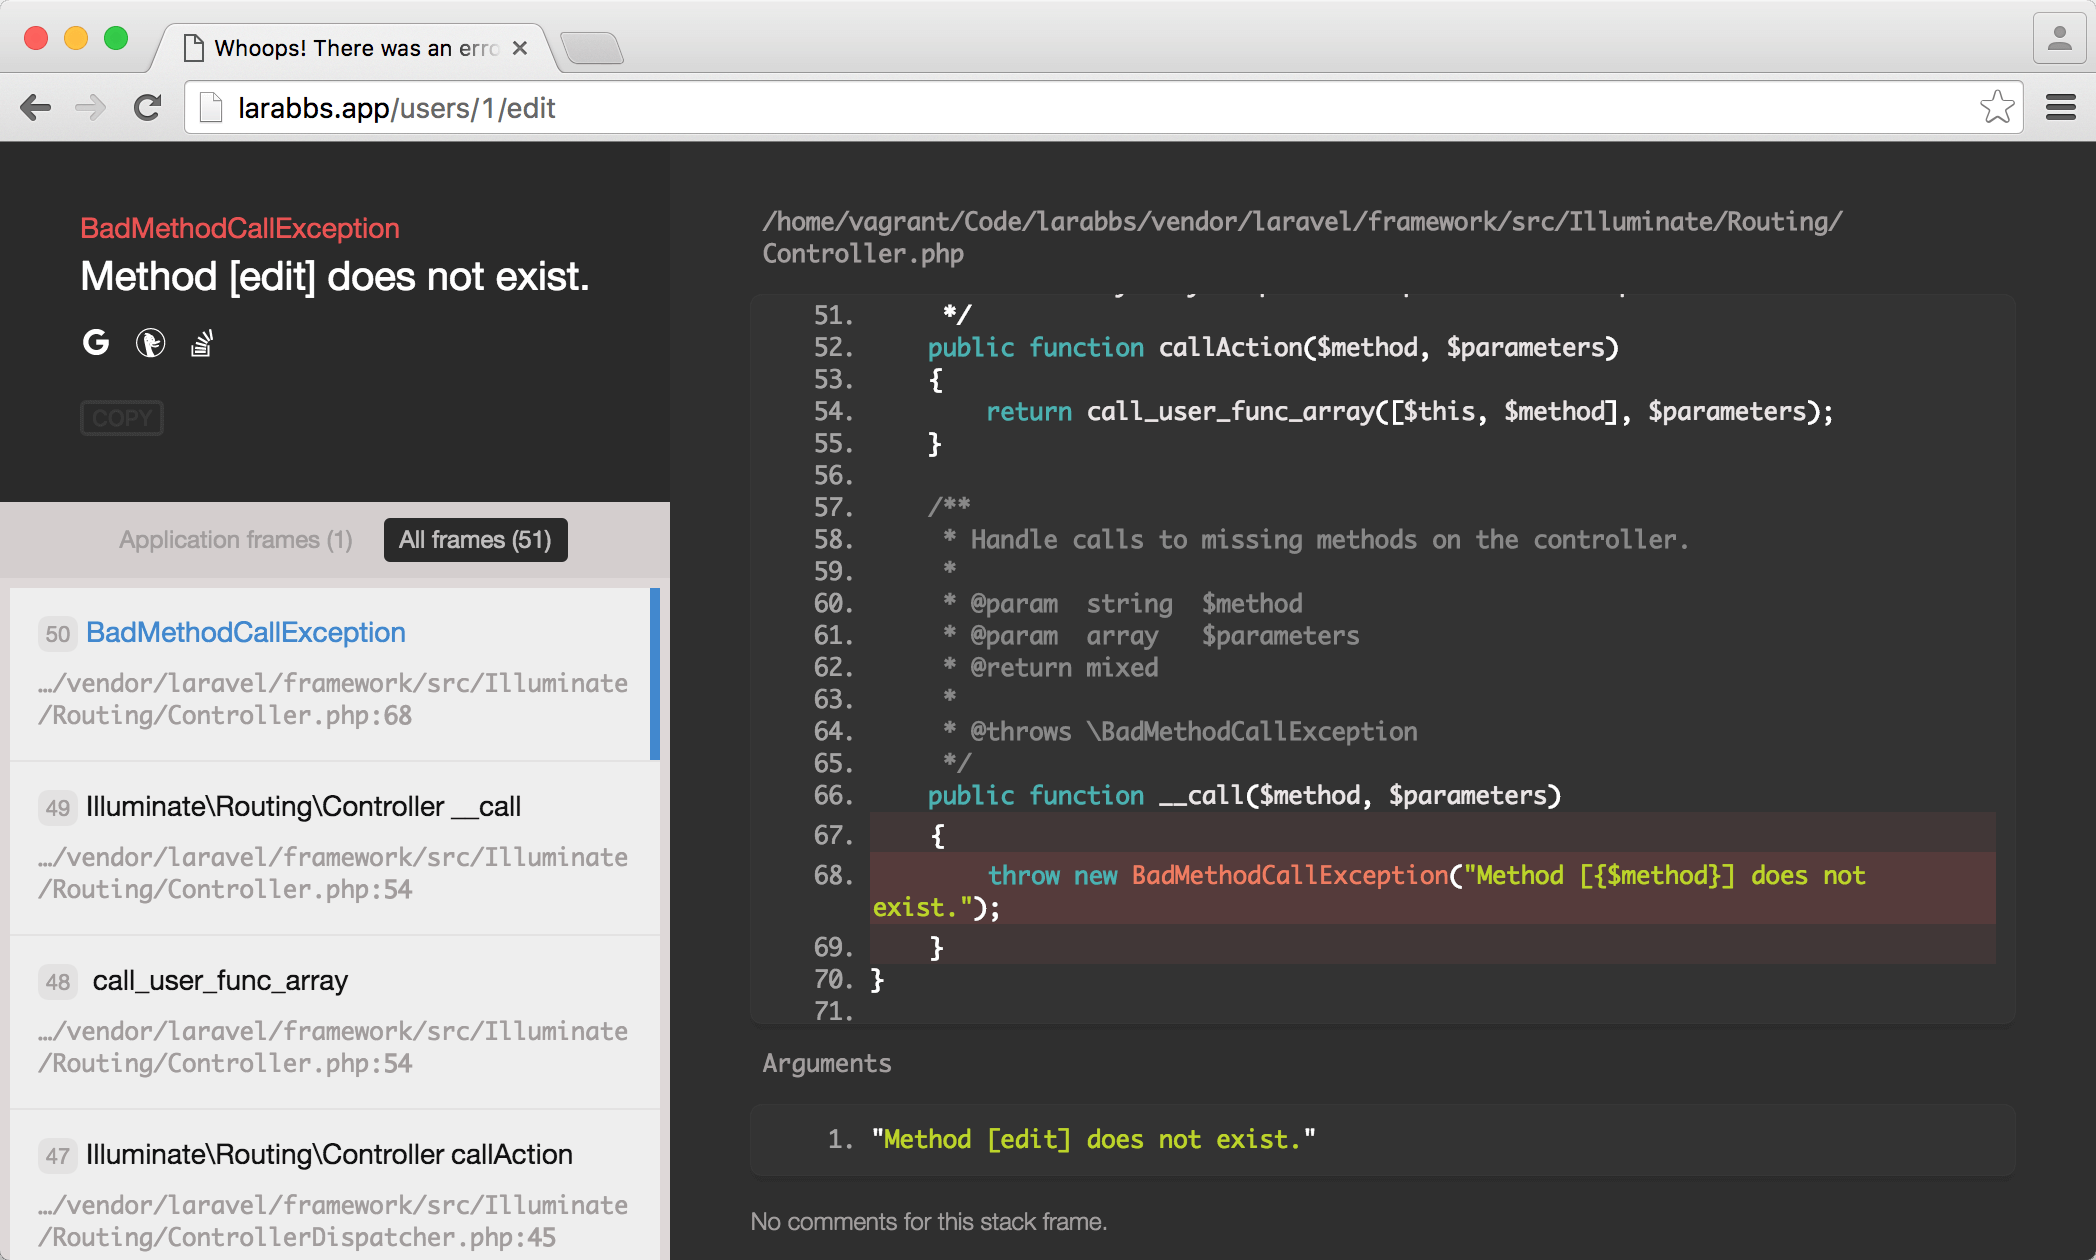 Whoops! There was an erro
larabbs.app/users/1/edit
BadMethodCallException
Method [edit] does not exist.
COPY
Application frames (1)
All frames (51)
50 BadMethodCallException
…/vendor/laravel/framework/src/Illuminate
/Routing/Controller.php:68
49 Illuminate\Routing\Controller __call
…/vendor/laravel/framework/src/Illuminate
/Routing/Controller.php:54
48 call_user_func_array
…/vendor/laravel/framework/src/Illuminate
/Routing/Controller.php:54
47 Illuminate\Routing\Controller callAction
…/vendor/laravel/framework/src/Illuminate
/Routing/ControllerDispatcher.php:45
/home/vagrant/Code/larabbs/vendor/laravel/framework/src/Illuminate/Routing/
Controller.php
51. */
52. public function callAction($method, $parameters)
53. {
54. return call_user_func_array([$this, $method], $parameters);
55. }
56.
57. /**
58. * Handle calls to missing methods on the controller.
59. *
60. * @param string $method
61. * @param array $parameters
62. * @return mixed
63. *
64. * @throws \BadMethodCallException
65. */
66. public function __call($method, $parameters)
67. {
68. throw new BadMethodCallException("Method [{$method}] does not
exist.");
69. }
70. }
71.
Arguments
1. "Method [edit] does not exist."
No comments for this stack frame.